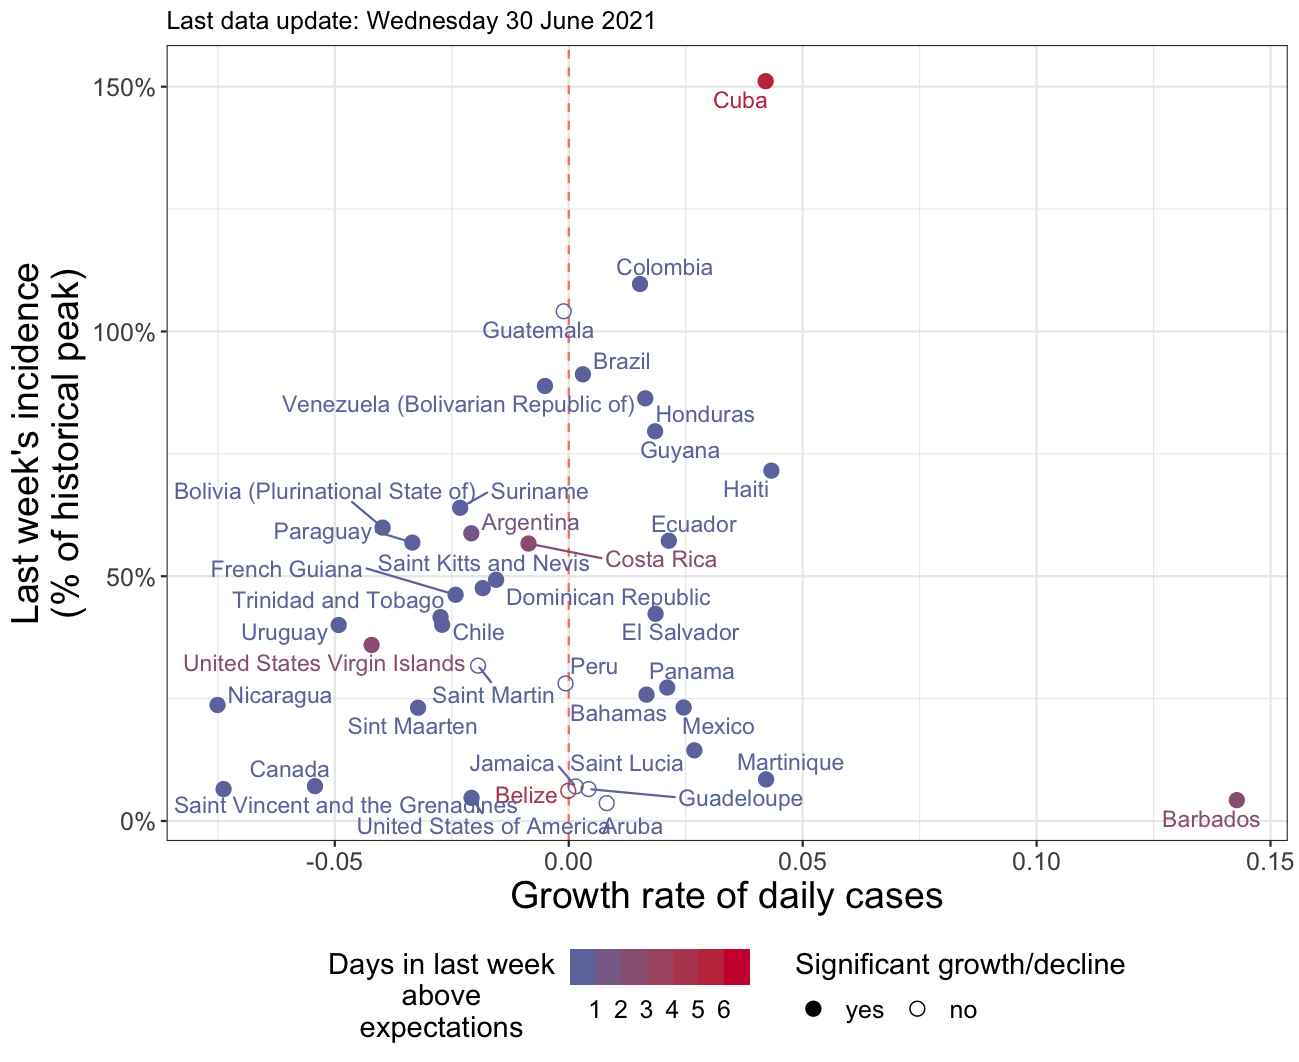 Last data update: Wednesday 30 June 2021
150%
Cuba
Colombia
100%
Guatemala
Brazil
Venezuela (Bolivarian Republic of)
Honduras
Guyana
Haiti
Bolivia (Plurinational State of)
Suriname
Argentina
Ecuador
Paraguay
Costa Rica
Saint Kitts and Nevis
French Guiana
50%
Dominican Republic
Trinidad and Tobago
Uruguay
Chile
El Salvador
United States Virgin Islands
Peru
Panama
Nicaragua
Saint Martin
Bahamas
Sint Maarten
Mexico
Jamaica
Saint Lucia
Martinique
Canada
Belize
Guadeloupe
Saint Vincent and the Grenadines
0%
Barbados
United States of America
Aruba
Last week's incidence
(% of historical peak)
-0.05
0.00
0.05
0.10
0.15
Growth rate of daily cases
Days in last week
above
expectations
1 2 3 4 5 6
Significant growth/decline
yes
no